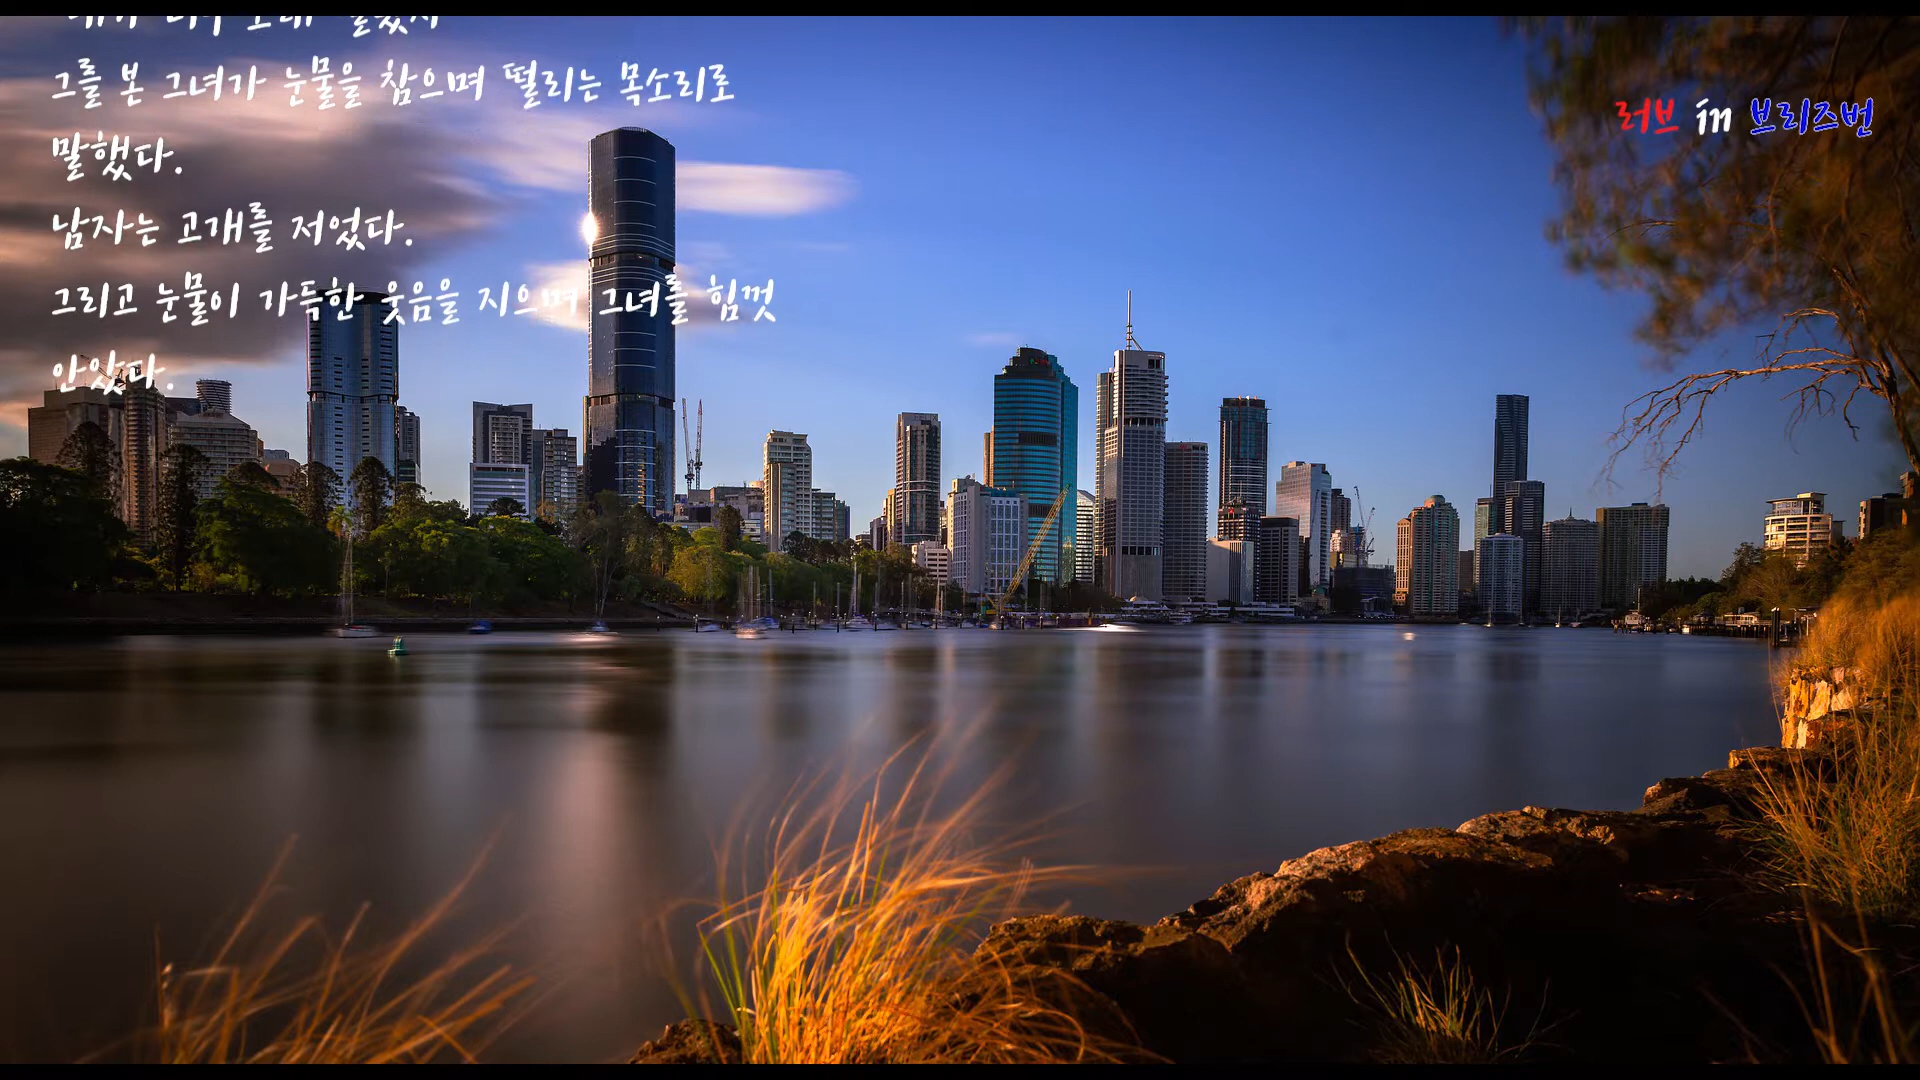 그를 본 그녀가 눈물을 참으며 떨리는 목소리로
말했다.
남자는 고개를 저었다.
그리고 눈물이 가득한 웃음을 지으며 그녀를 힘껏
안았다.
러브 in 브리즈번